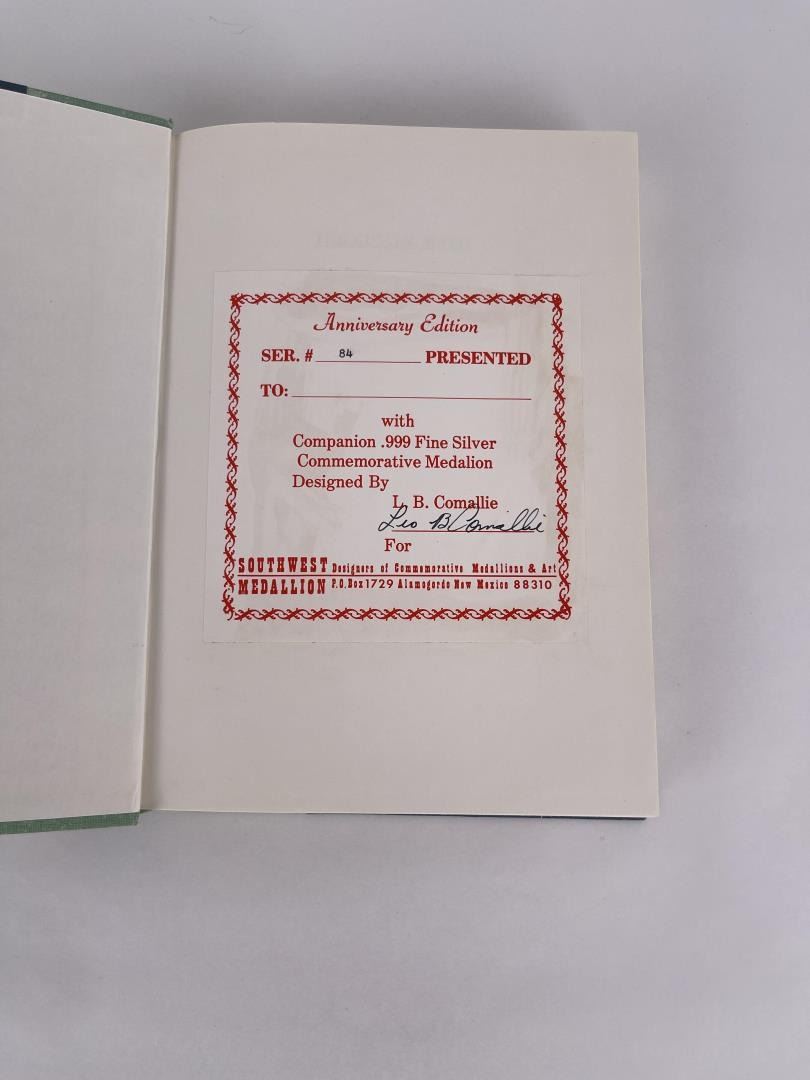 Anniversary Edition
SER. # 84 PRESENTED
TO:
with
Companion .999 Fine Silver
Commemorative Medalion
Designed By
L. B. Comallie
Leo B Comallie
For
SOUTHWEST Designers of Commemorative Medallions & Art
MEDALLION P.O. Box 1729 Alamogordo New Mexico 88310